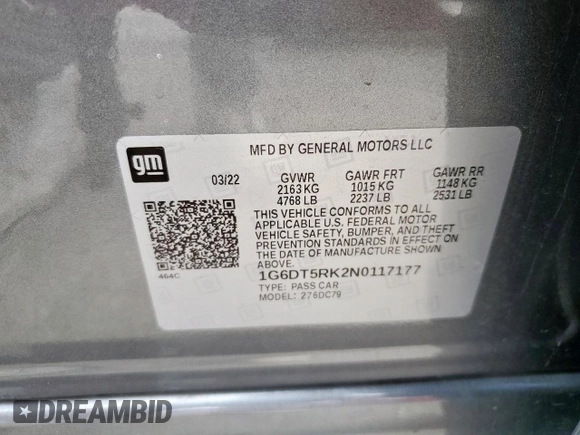 gm
MFD BY GENERAL MOTORS LLC
03/22 GVWR GAWR FRT GAWR RR
2163 KG 1015 KG 1148 KG
4768 LB 2237 LB 2531 LB
THIS VEHICLE CONFORMS TO ALL
APPLICABLE U.S. FEDERAL MOTOR
VEHICLE SAFETY, BUMPER, AND THEFT
PREVENTION STANDARDS IN EFFECT ON
THE DATE OF MANUFACTURE SHOWN
ABOVE.
464C
1G6DT5RK2N0117177
TYPE: PASS CAR
MODEL: 276DC79
DREAMBID